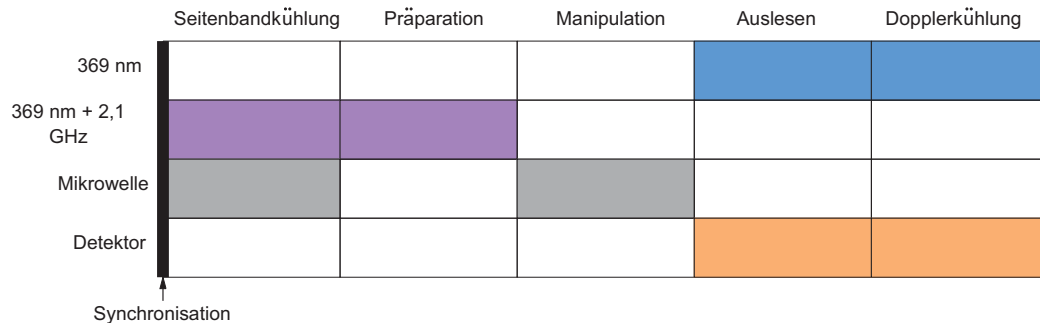 Seitenbandkühlung Präparation Manipulation Auslesen Dopplerkühlung
369 nm
369 nm + 2,1
GHz
Mikrowelle
Detektor
Synchronisation